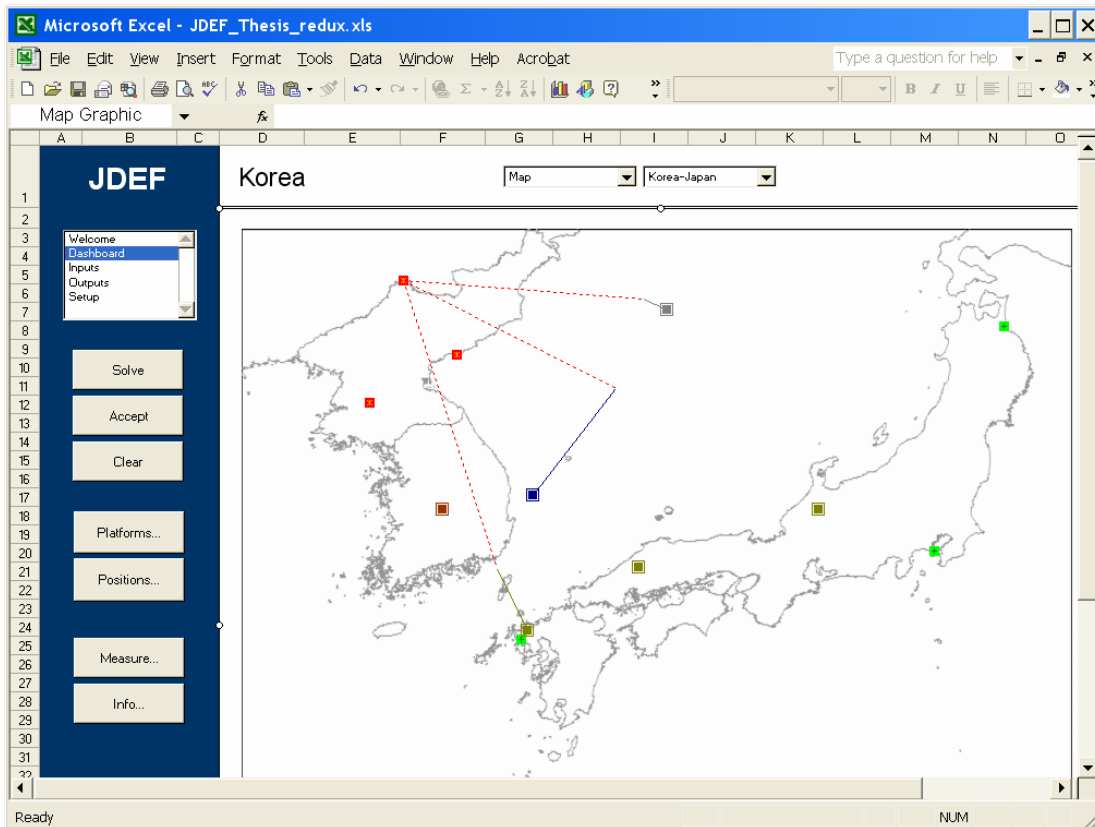 Microsoft Excel - JDEF_Thesis_redux.xls
File Edit View Insert Format Tools Data Window Help Acrobat Type a question for help
B I U
Map Graphic fx
A B C D E F G H I J K L M N O
JDEF Korea Map Korea-Japan
1
2
3 Welcome
4 Dashboard
5 Inputs
6 Outputs
7 Setup
8
9
10 Solve
11
12 Accept
13
14
15 Clear
16
17
18
19 Platforms...
20
21 Positions...
22
23
24
25
26 Measure...
27
28 Info...
29
30
31
32
Ready NUM